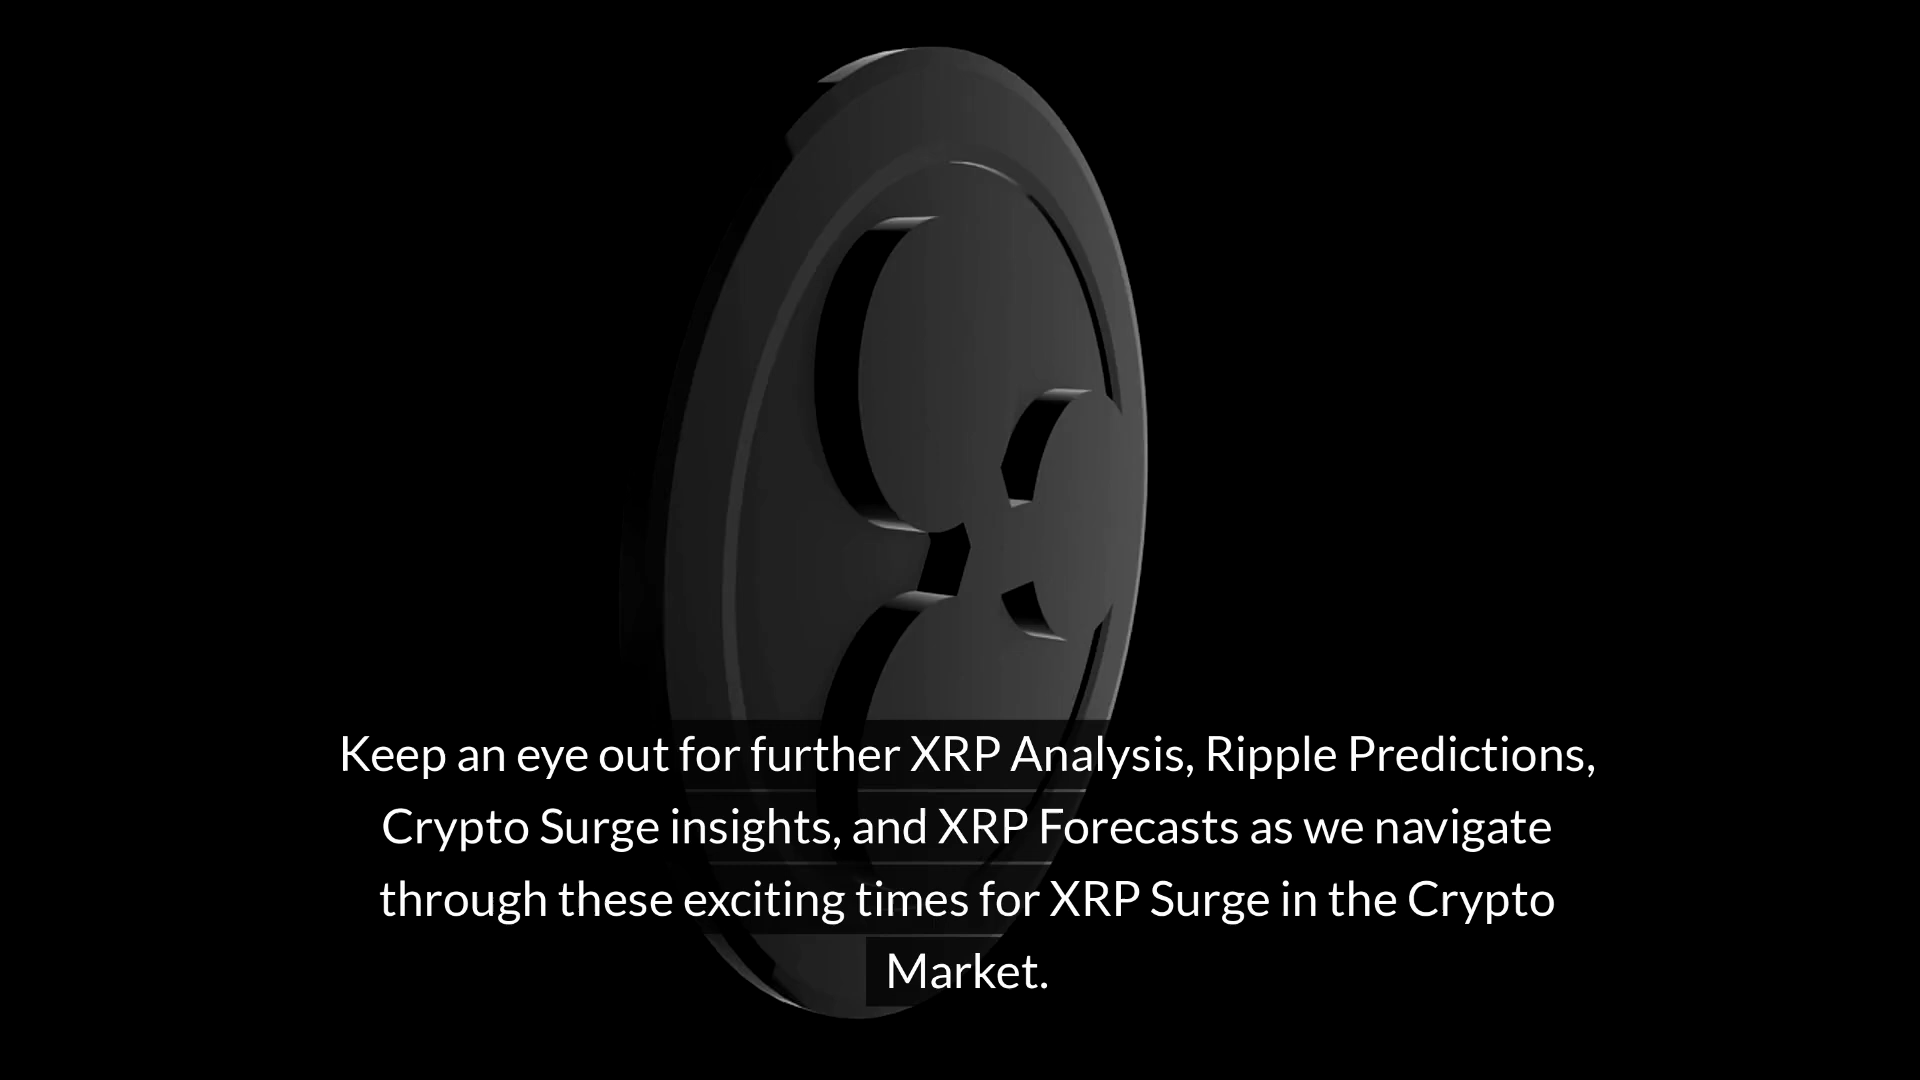 Keep an eye out for further XRP Analysis, Ripple Predictions,
Crypto Surge insights, and XRP Forecasts as we navigate
through these exciting times for XRP Surge in the Crypto
Market.